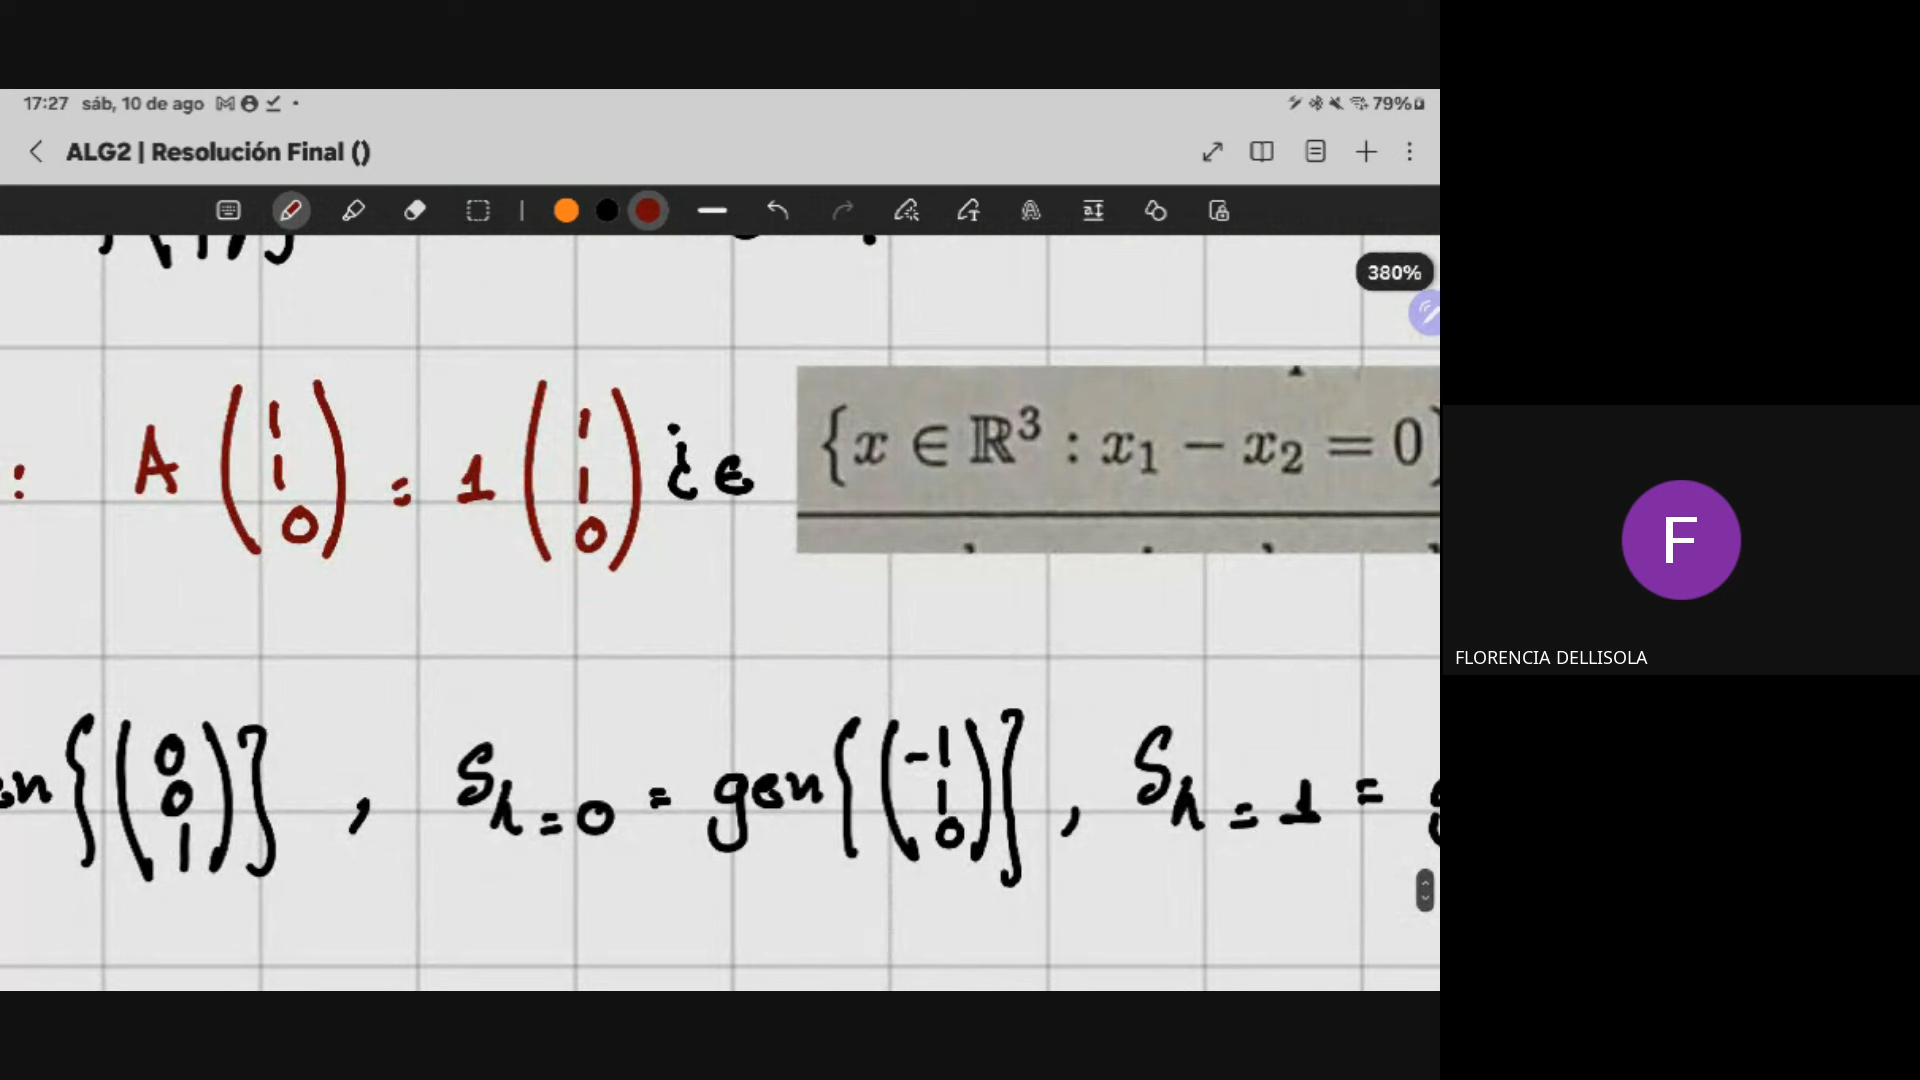 17:27 sáb, 10 de ago
79%
ALG2 | Resolución Final ()
380%
: A (1 1 0) = 1 (1 1 0) ¿ ∈ {x ∈ ℝ³ : x₁ − x₂ = 0}
en{(0 0 1)} , S_λ=0 = gen{(-1 1 0)} , S_λ=1 =
F
FLORENCIA DELLISOLA